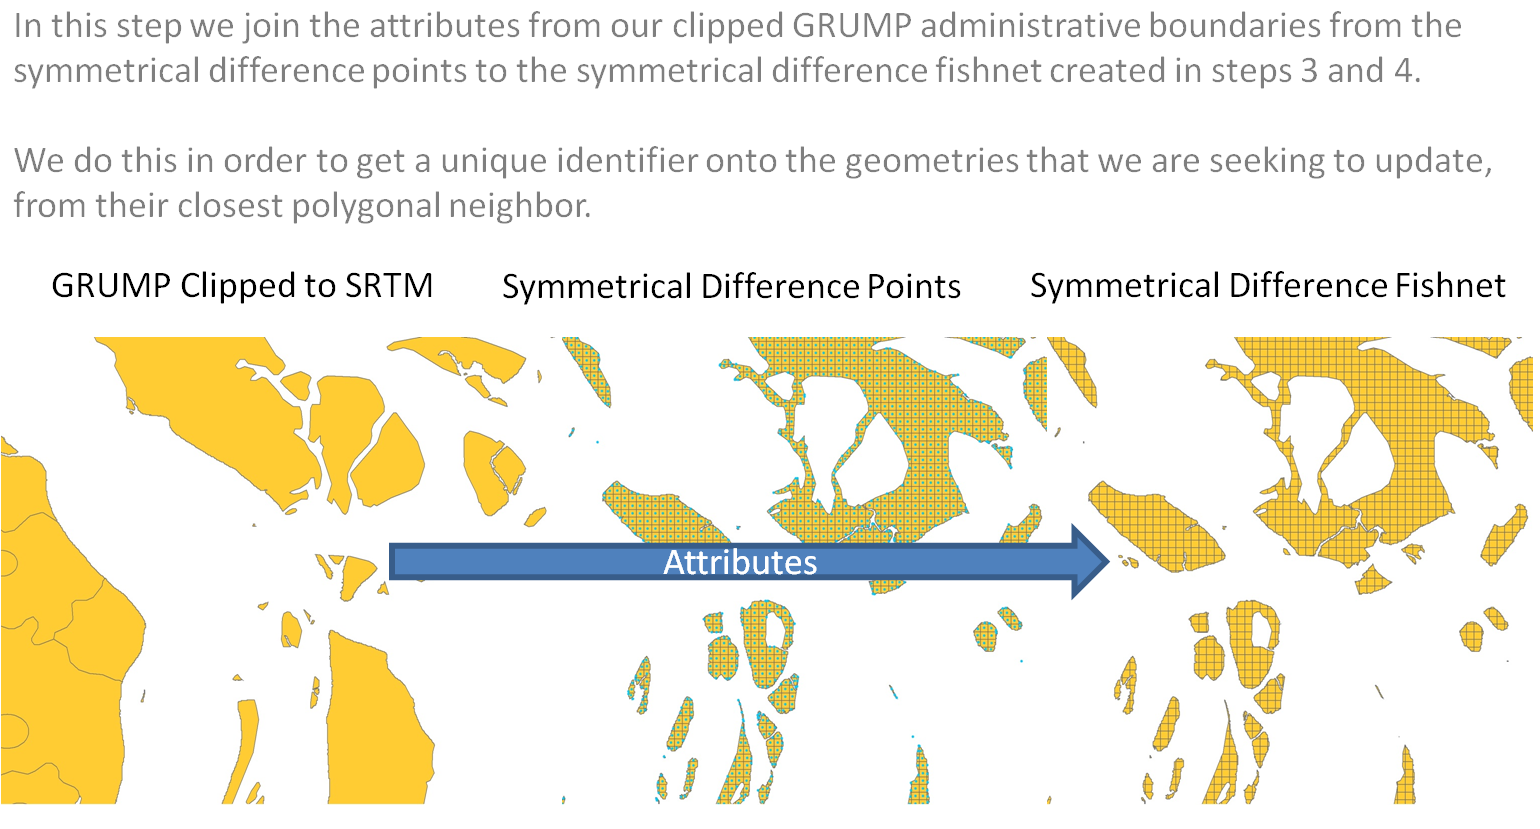 In this step we join the attributes from our clipped GRUMP administrative boundaries from the
symmetrical difference points to the symmetrical difference fishnet created in steps 3 and 4.
We do this in order to get a unique identifier onto the geometries that we are seeking to update,
from their closest polygonal neighbor.
GRUMP Clipped to SRTM
Symmetrical Difference Points
Symmetrical Difference Fishnet
Attributes